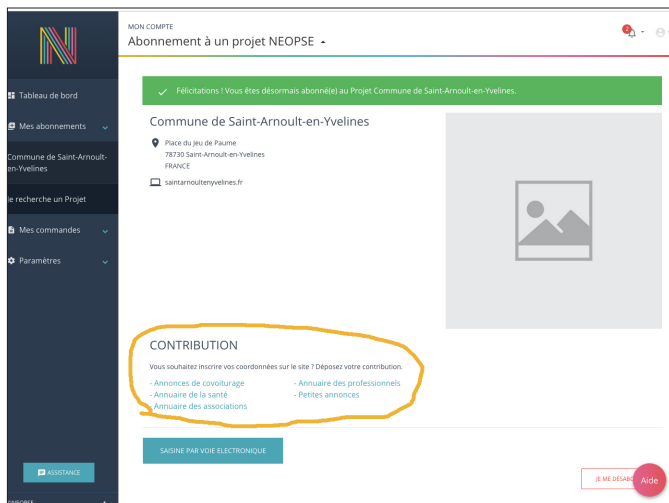 MON COMPTE
Abonnement à un projet NEOPSE
2
Tableau de bord
Mes abonnements
Commune de Saint-Arnoult-
en-Yvelines
Je recherche un Projet
Mes commandes
Paramètres
ASSISTANCE
Félicitations ! Vous êtes désormais abonné(e) au Projet Commune de Saint-Arnoult-en-Yvelines.
Commune de Saint-Arnoult-en-Yvelines
Place du Jeu de Paume
78730 Saint-Arnoult-en-Yvelines
FRANCE
saintarnoultenyvelines.fr
CONTRIBUTION
Vous souhaitez inscrire vos coordonnées sur le site ? Déposez votre contribution.
- Annonces de covoiturage
- Annuaire de la santé
- Annuaire des associations
- Annuaire des professionnels
- Petites annonces
SAISINE PAR VOIE ELECTRONIQUE
JE ME DÉSAB
Aide